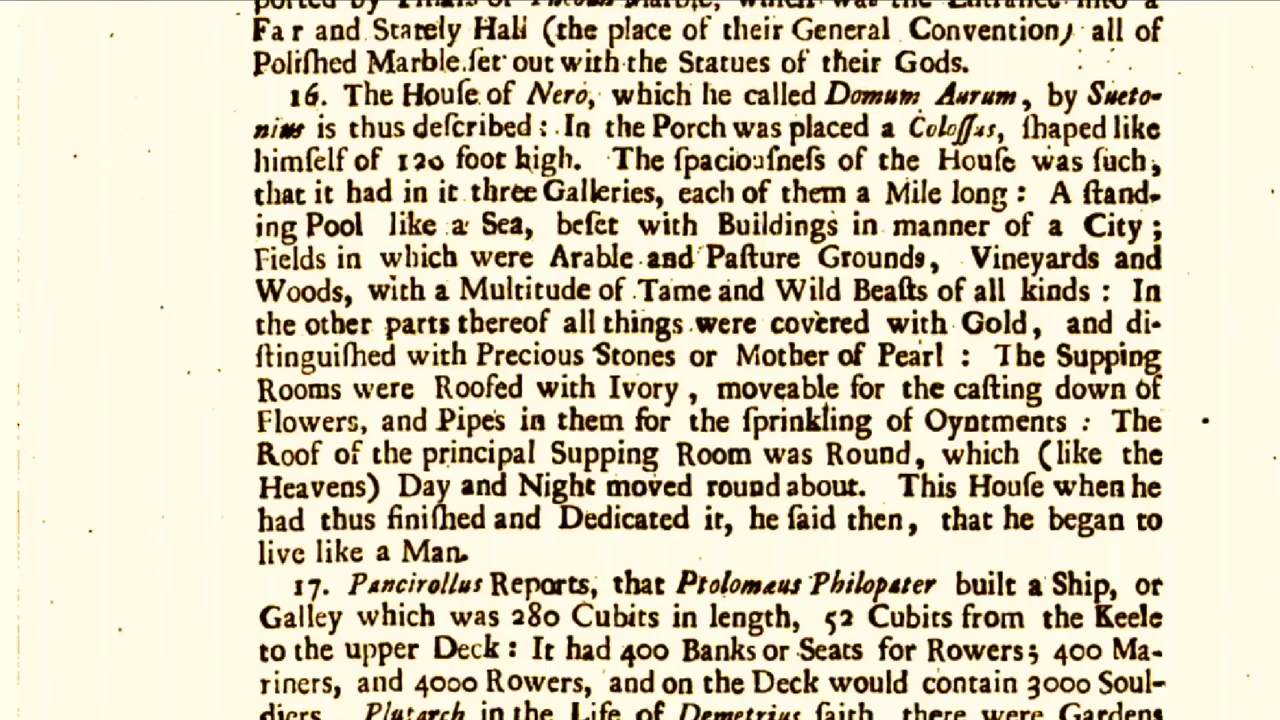 ported by Pillars of Marble, which was the Entrance into a
Far and Stately Hall (the place of their General Convention) all of
Poliſhed Marble ſet out with the Statues of their Gods.
16. The Houſe of Nero, which he called Domum Aurum, by Sueto-
nius is thus deſcribed : In the Porch was placed a Coloſſus, ſhaped like
himſelf of 120 foot high. The ſpaciouſneſs of the Houſe was ſuch,
that it had in it three Galleries, each of them a Mile long : A ſtand-
ing Pool like a Sea, beſet with Buildings in manner of a City ;
Fields in which were Arable and Paſture Grounds, Vineyards and
Woods, with a Multitude of Tame and Wild Beaſts of all kinds : In
the other parts thereof all things were covered with Gold, and di-
ſtinguiſhed with Precious Stones or Mother of Pearl : The Supping
Rooms were Roofed with Ivory , moveable for the caſting down of
Flowers, and Pipes in them for the ſprinkling of Oyntments : The
Roof of the principal Supping Room was Round, which (like the
Heavens) Day and Night moved round about. This Houſe when he
had thus finiſhed and Dedicated it, he ſaid then, that he began to
live like a Man.
17. Pancirollus Reports, that Ptolomæus Philopater built a Ship, or
Galley which was 280 Cubits in length, 52 Cubits from the Keele
to the upper Deck : It had 400 Banks or Seats for Rowers; 400 Ma-
riners, and 4000 Rowers, and on the Deck would contain 3000 Soul-
diers. Plutarch in the Life of Demetrius ſaith, there were Gardens